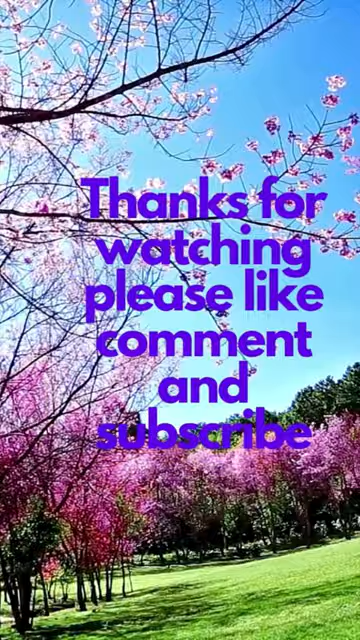 Thanks for
watching
please like
comment
and
subscribe